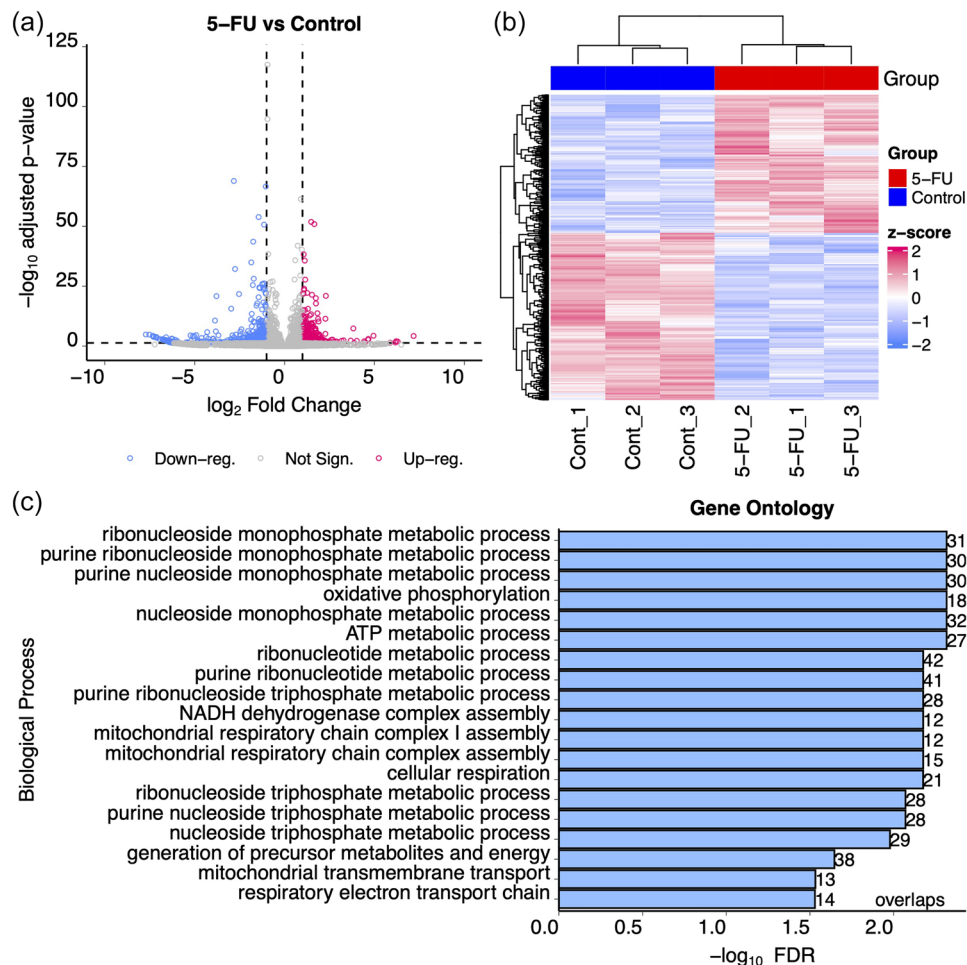 (a)
5−FU vs Control
−log10 adjusted p−value
125
100
75
50
25
0
−10
−5
0
5
10
log2 Fold Change
Down−reg.
Not Sign.
Up−reg.
(b)
Group
Group
5−FU
Control
z−score
2
1
0
−1
−2
Cont_1
Cont_2
Cont_3
5−FU_2
5−FU_1
5−FU_3
(c)
Gene Ontology
Biological Process
ribonucleoside monophosphate metabolic process 31
purine ribonucleoside monophosphate metabolic process 30
purine nucleoside monophosphate metabolic process 30
oxidative phosphorylation 18
nucleoside monophosphate metabolic process 32
ATP metabolic process 27
ribonucleotide metabolic process 42
purine ribonucleotide metabolic process 41
purine ribonucleoside triphosphate metabolic process 28
NADH dehydrogenase complex assembly 12
mitochondrial respiratory chain complex I assembly 12
mitochondrial respiratory chain complex assembly 15
cellular respiration 21
ribonucleoside triphosphate metabolic process 28
purine nucleoside triphosphate metabolic process 28
nucleoside triphosphate metabolic process 29
generation of precursor metabolites and energy 38
mitochondrial transmembrane transport 13
respiratory electron transport chain 14
overlaps
0.0
0.5
1.0
1.5
2.0
−log10 FDR